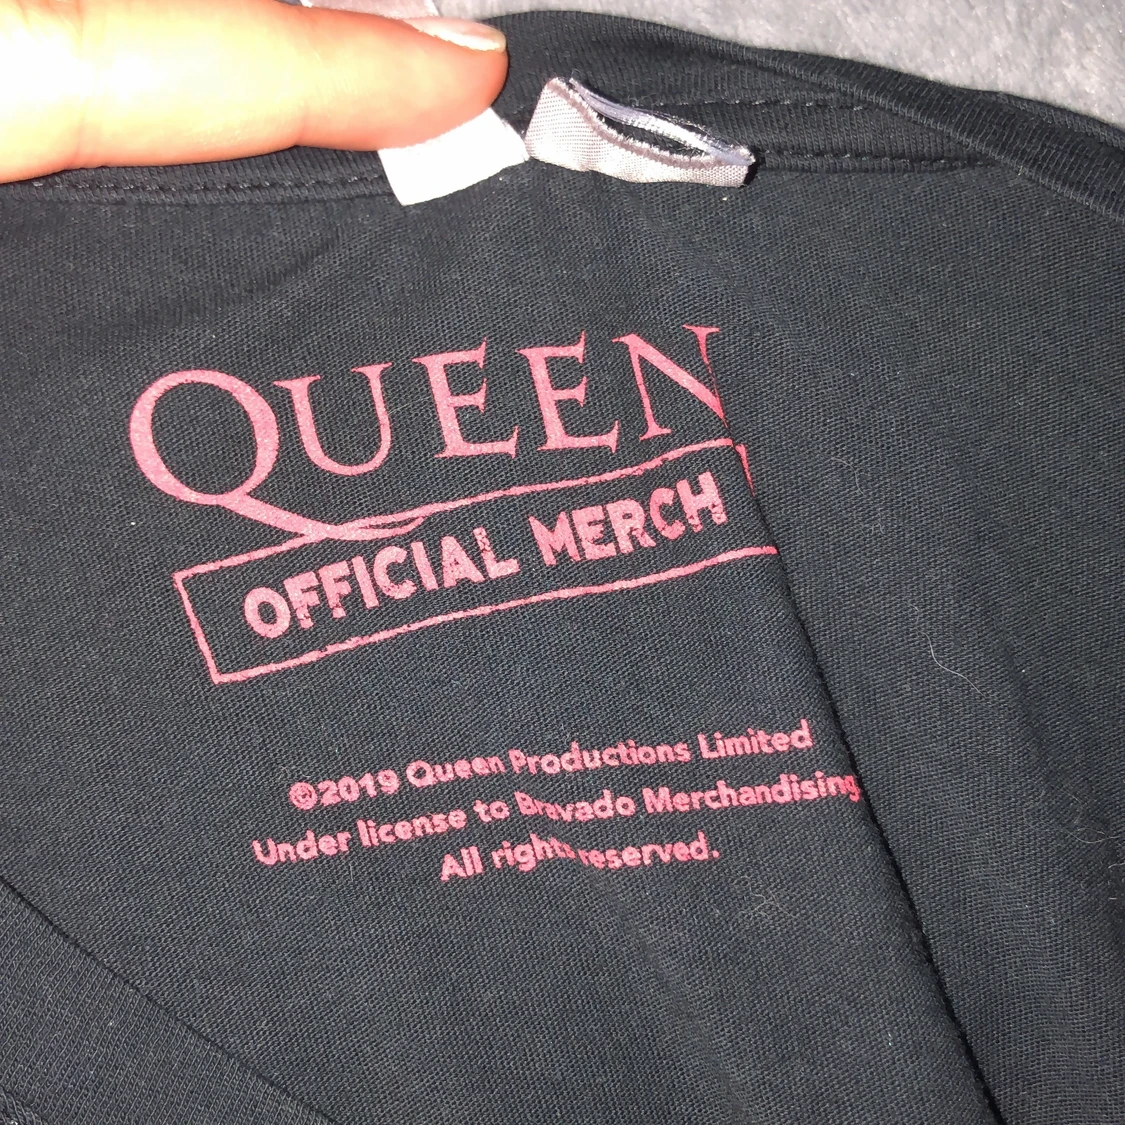 QUEEN
OFFICIAL MERCH
©2019 Queen Productions Limited
Under license to Bravado Merchandising
All rights reserved.